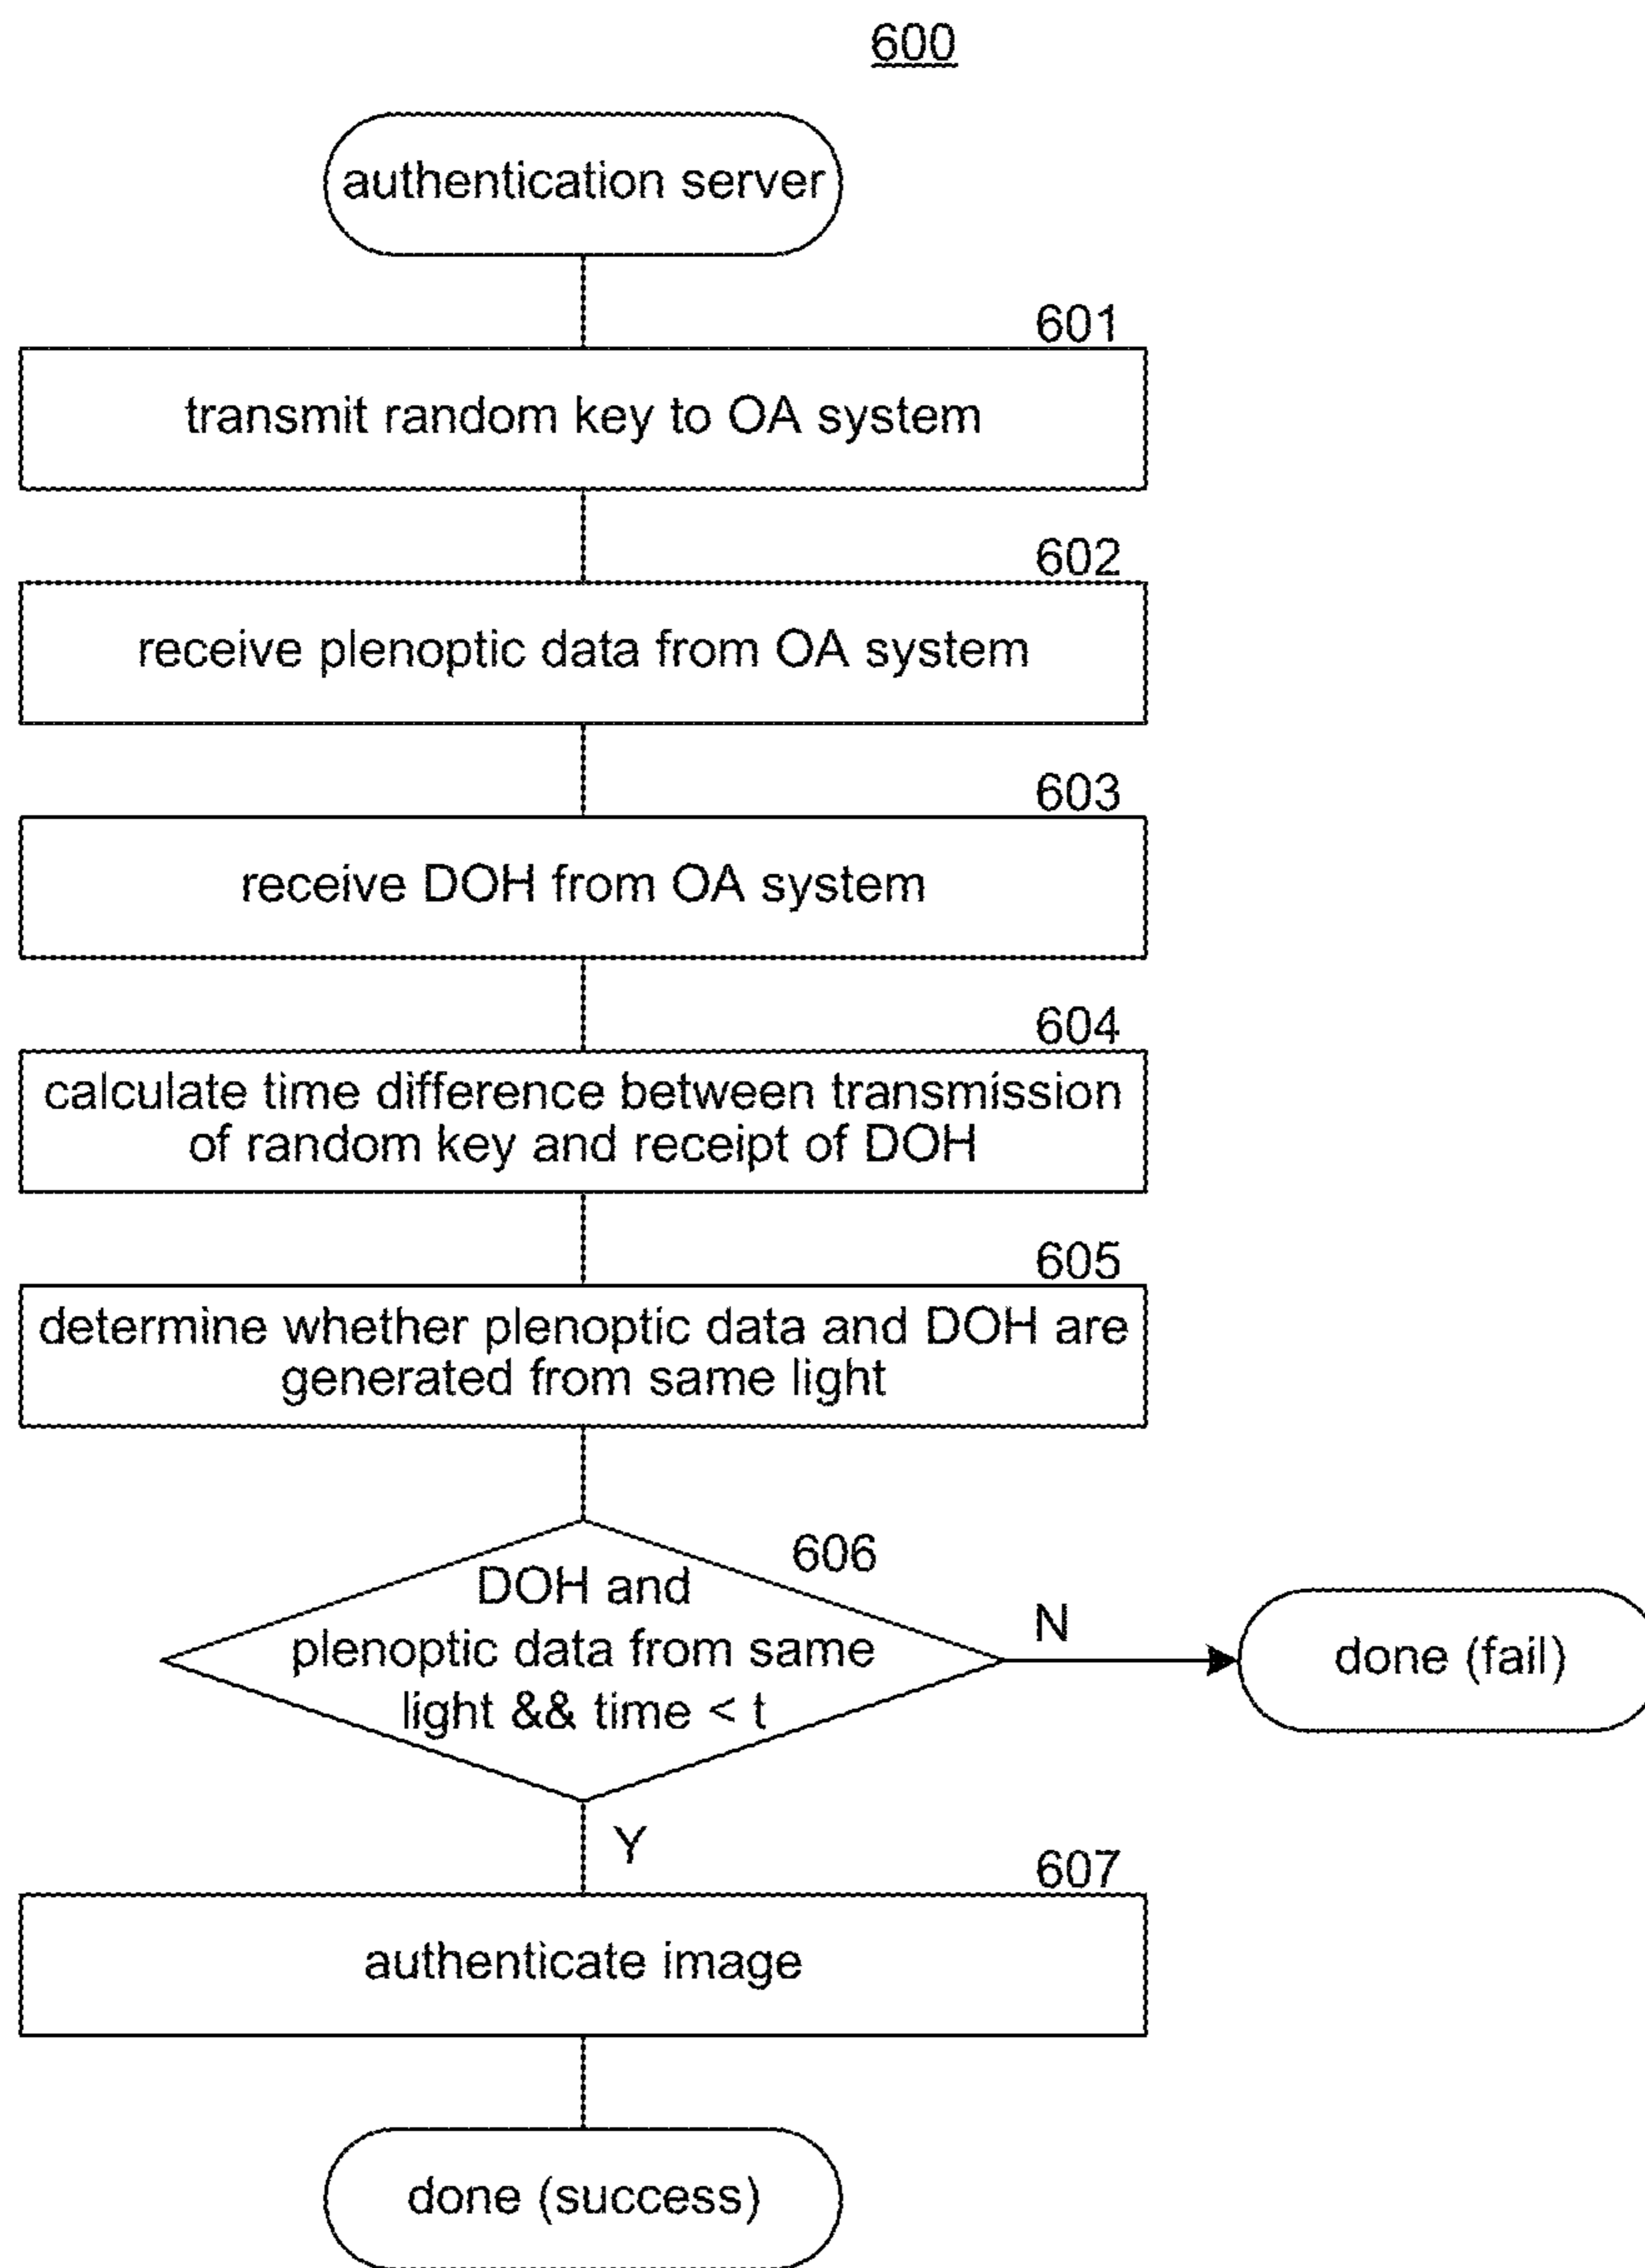 600
authentication server
601
transmit random key to OA system
602
receive plenoptic data from OA system
603
receive DOH from OA system
604
calculate time difference between transmission
of random key and receipt of DOH
605
determine whether plenoptic data and DOH are
generated from same light
606
DOH and
plenoptic data from same
light && time < t
N
done (fail)
Y
607
authenticate image
done (success)